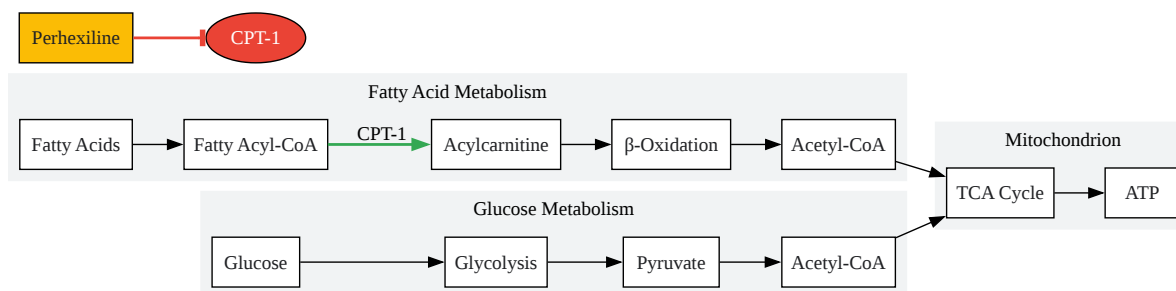 Perhexiline
CPT-1
Fatty Acid Metabolism
Fatty Acids
Fatty Acyl-CoA
CPT-1
Acylcarnitine
β-Oxidation
Acetyl-CoA
Mitochondrion
TCA Cycle
ATP
Glucose Metabolism
Glucose
Glycolysis
Pyruvate
Acetyl-CoA